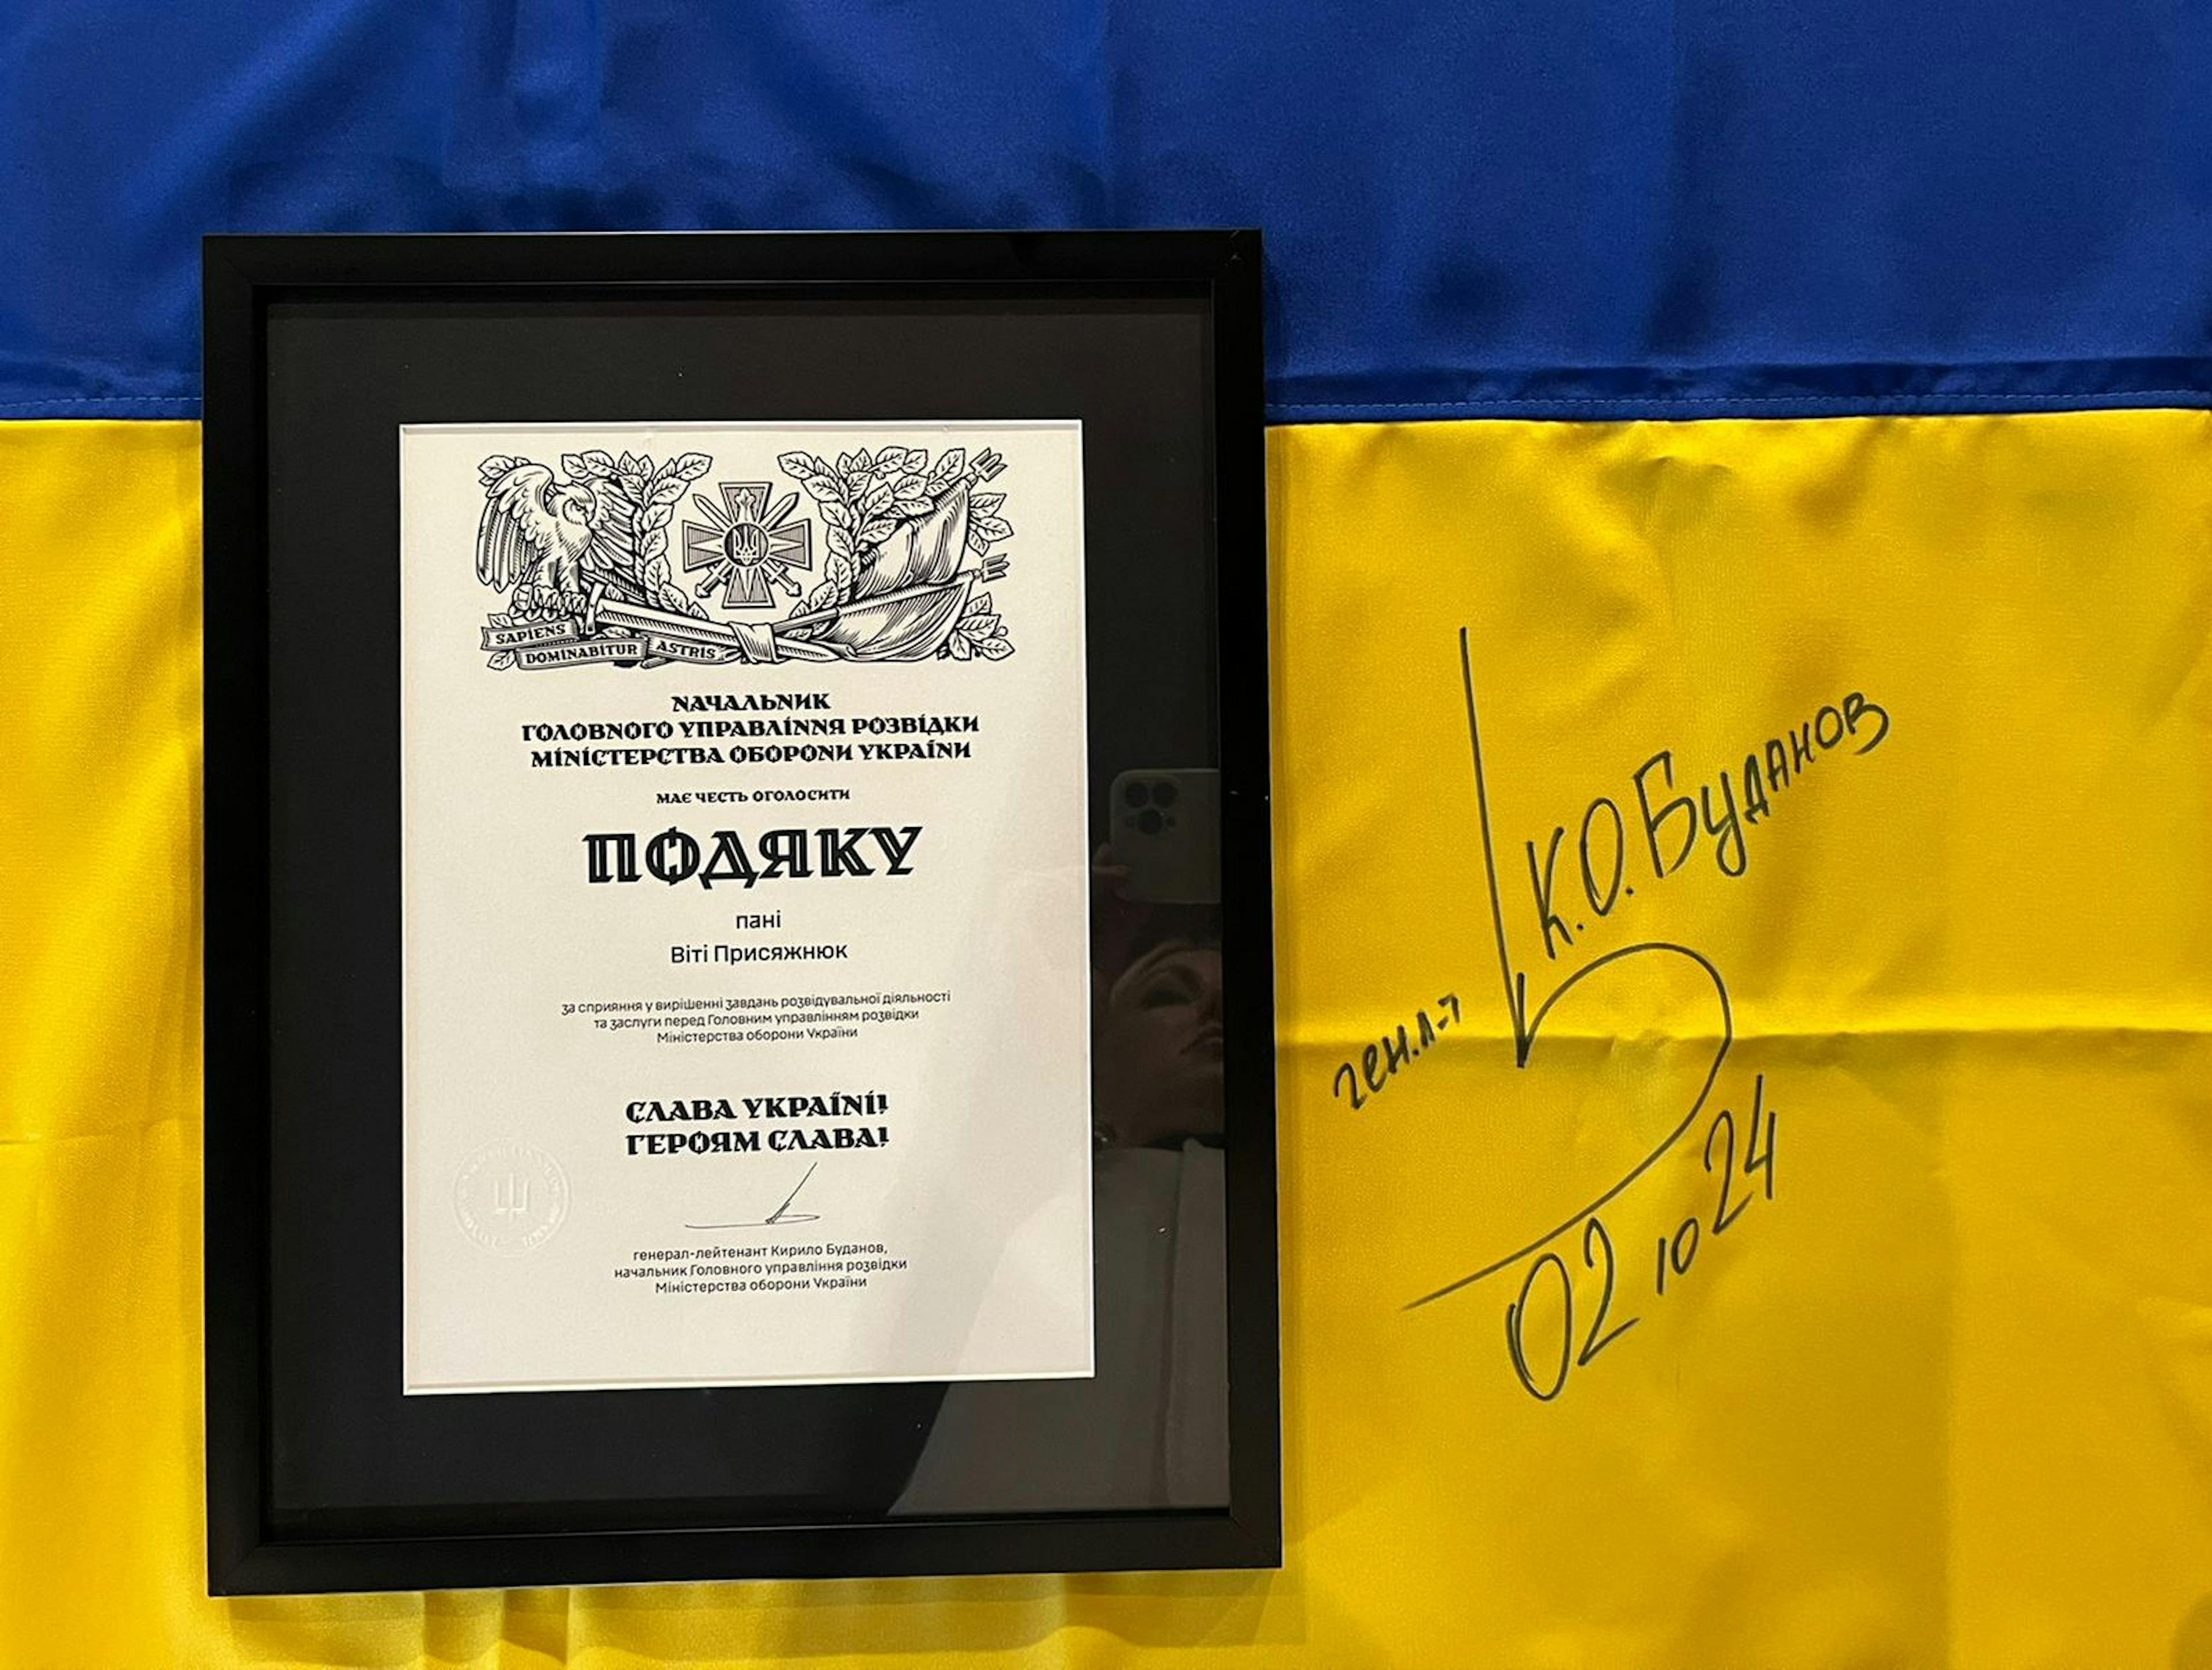 SAPIENS
DOMINABITUR ASTRIS
НАЧАЛЬНИК
ГОЛОВНОГО УПРАВЛІННЯ РОЗВІДКИ
МІНІСТЕРСТВА ОБОРОНИ УКРАЇНИ
МАЄ ЧЕСТЬ ОГОЛОСИТИ
ПОДЯКУ
пані
Віті Присяжнюк
за сприяння у вирішенні завдань розвідувальної діяльності
та заслуги перед Головним управлінням розвідки
Міністерства оборони України
СЛАВА УКРАЇНІ!
ГЕРОЯМ СЛАВА!
генерал-лейтенант Кирило Буданов,
начальник Головного управління розвідки
Міністерства оборони України
К.О. Буданов
ген.л-т
02 10 24